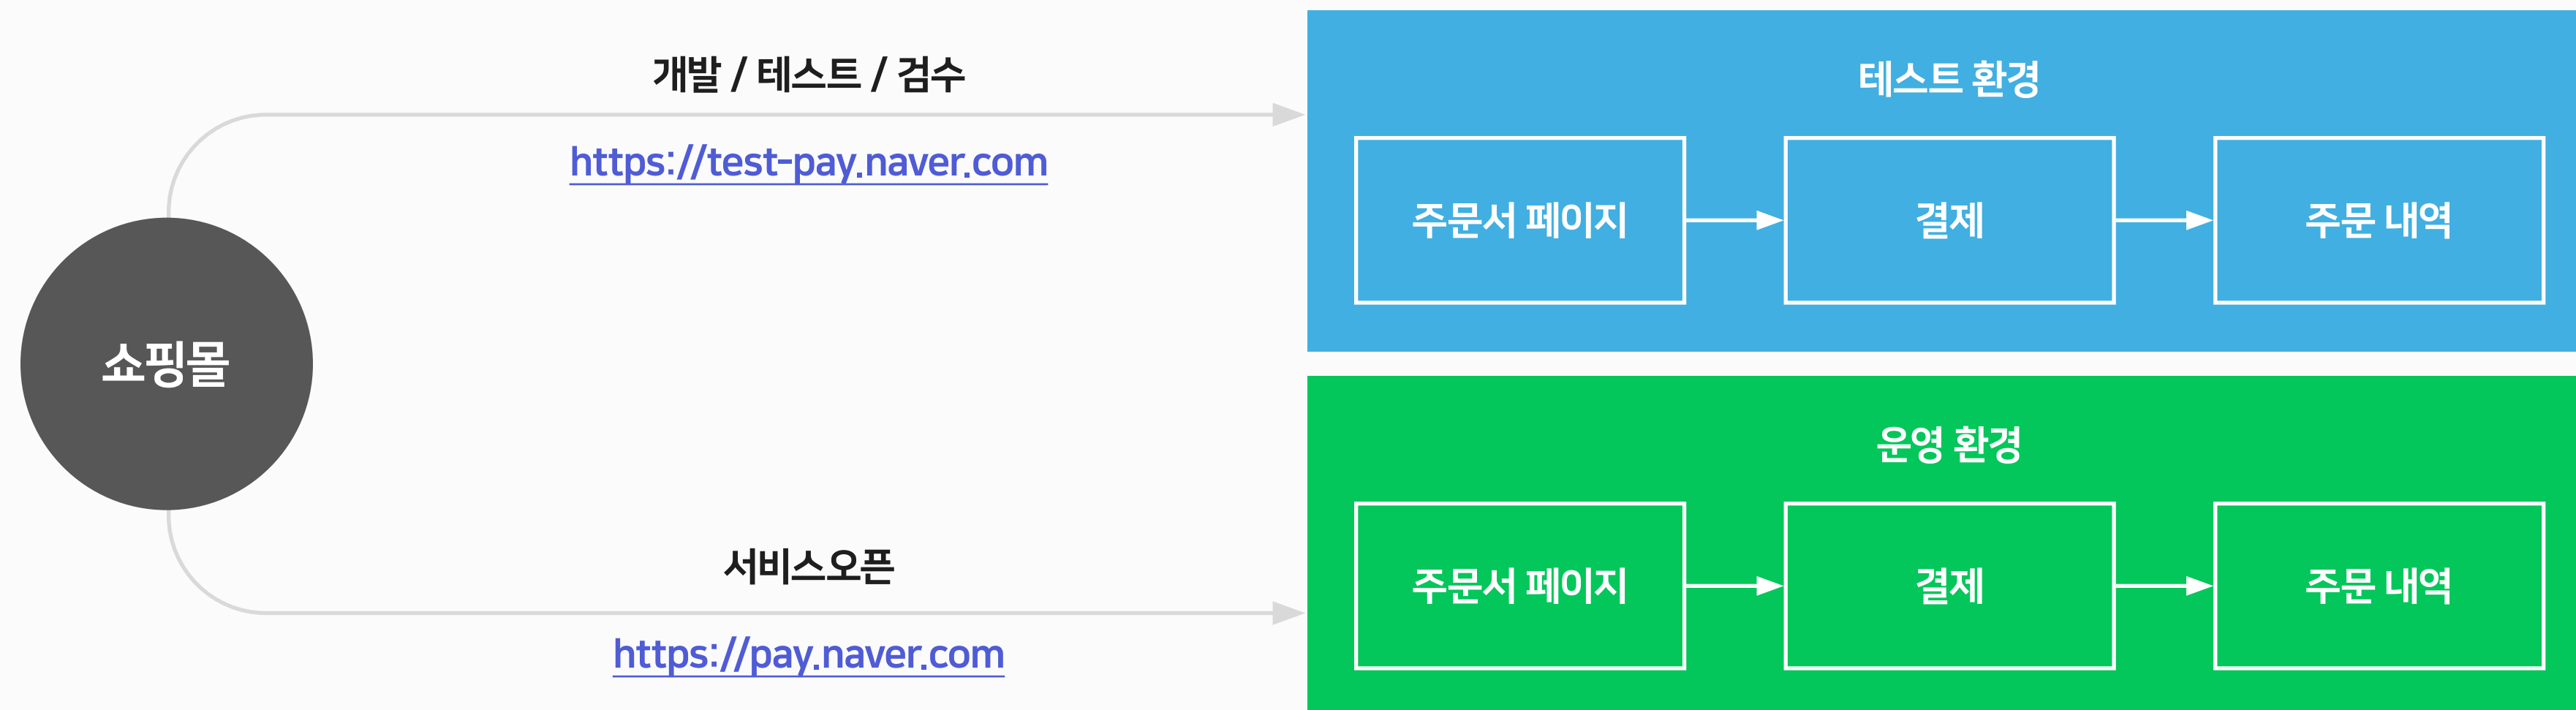 개발 / 테스트 / 검수
https://test-pay.naver.com
쇼핑몰
서비스오픈
https://pay.naver.com
테스트 환경
주문서 페이지
결제
주문 내역
운영 환경
주문서 페이지
결제
주문 내역